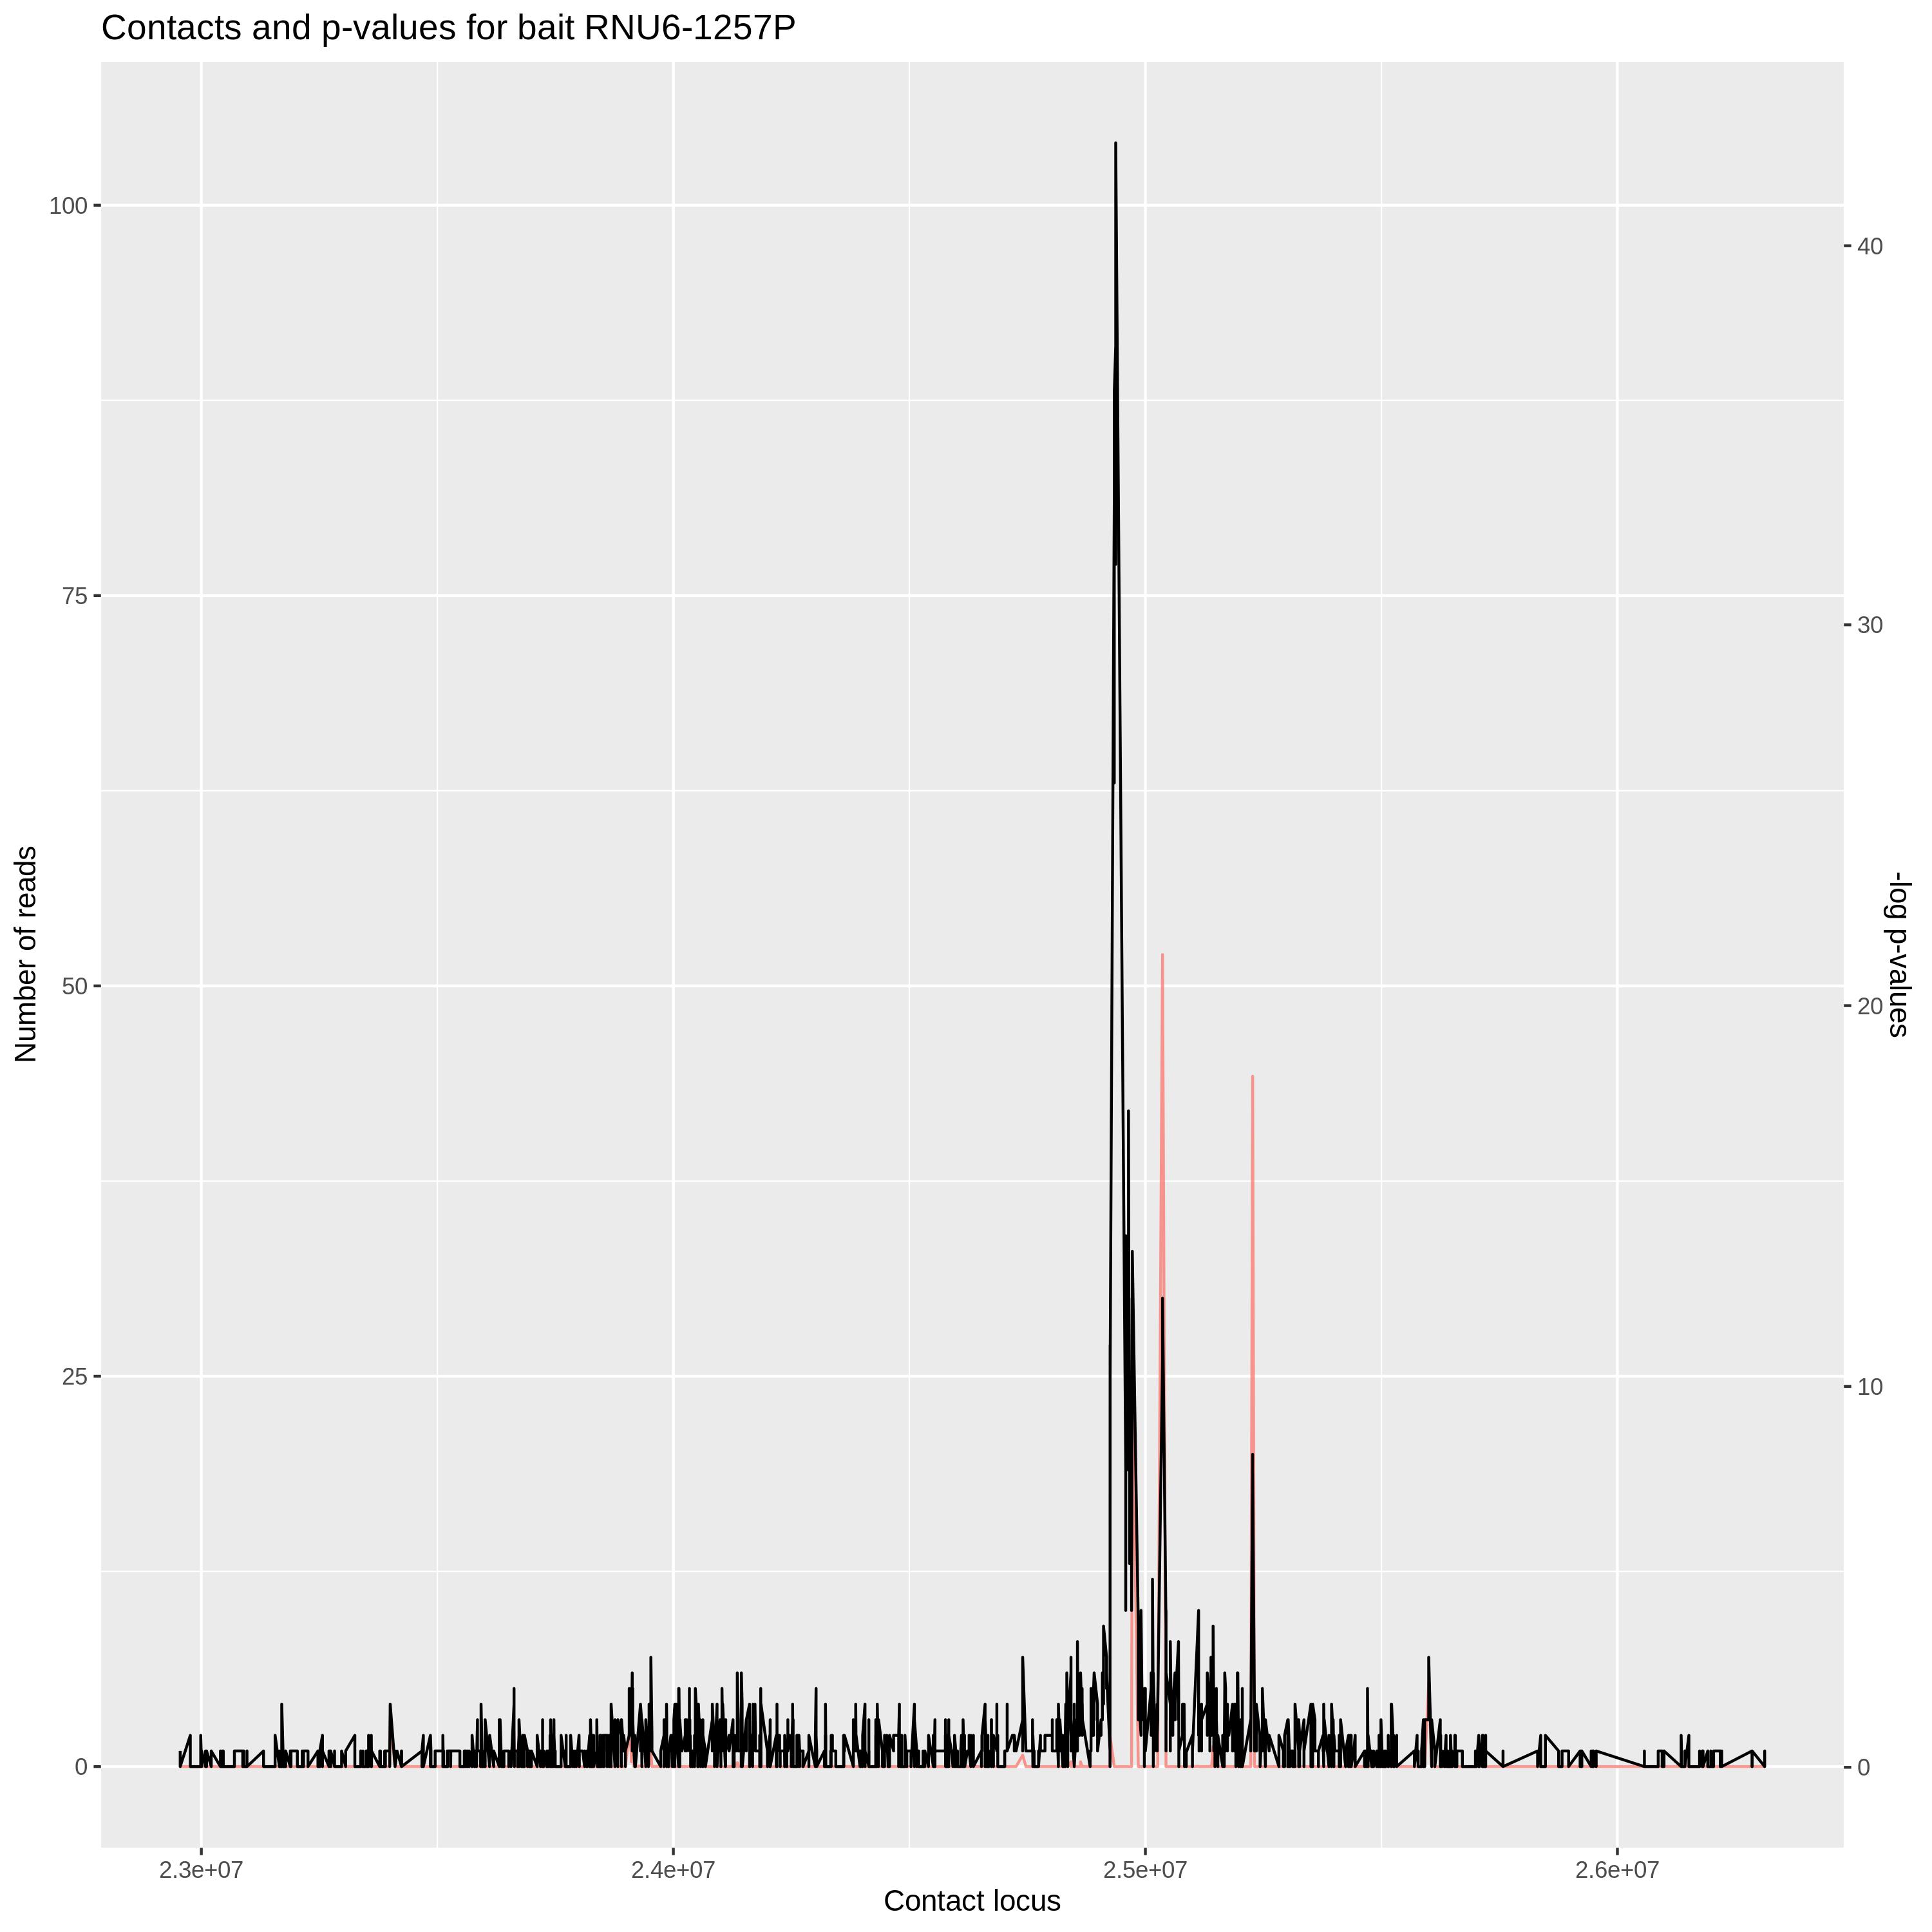 Contacts and p-values for bait RNU6-1257P
100
75
50
25
0
40
30
20
10
0
Number of reads
-log p-values
2.3e+07
2.4e+07
2.5e+07
2.6e+07
Contact locus